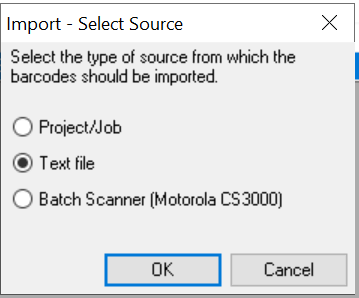 Import - Select Source
Select the type of source from which the
barcodes should be imported.
Project/Job
Text file
Batch Scanner (Motorola CS3000)
OK
Cancel